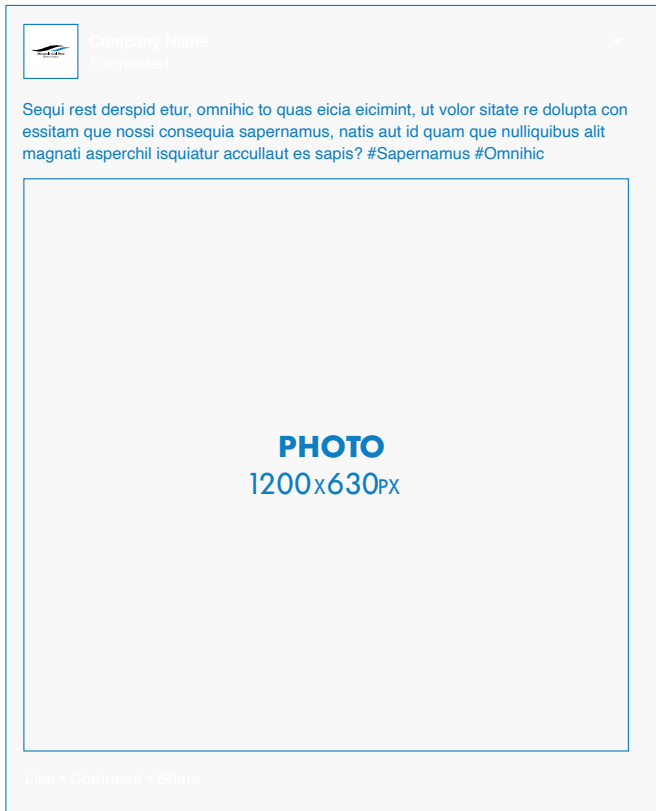 Company Name
Sponsored
Sequi rest derspid etur, omnihic to quas eicia eicimint, ut volor sitate re dolupta con
essitam que nossi consequia sapernamus, natis aut id quam que nulliquibus alit
magnati asperchil isquiatur accullaut es sapis? #Sapernamus #Omnihic
PHOTO
1200X630PX
Like • Comment • Share